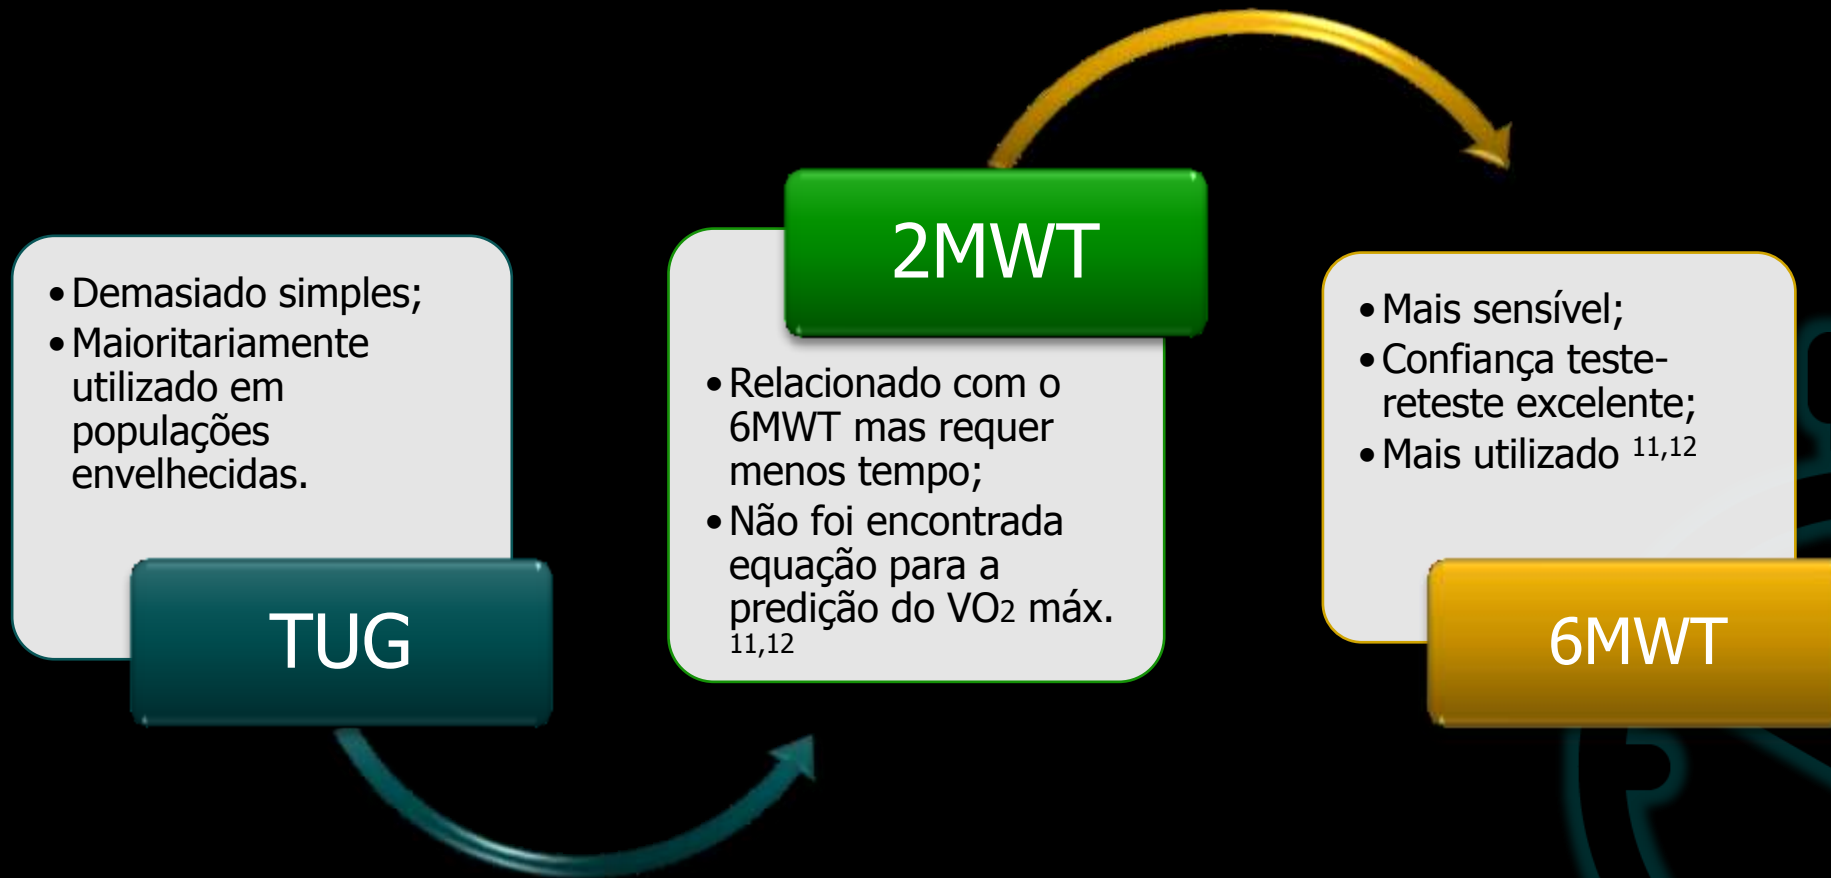 • Demasiado simples;
• Maioritariamente
utilizado em
populações
envelhecidas.
TUG
2MWT
• Relacionado com o
6MWT mas requer
menos tempo;
• Não foi encontrada
equação para a
predição do VO2 máx.
11,12
• Mais sensível;
• Confiança teste-
reteste excelente;
• Mais utilizado 11,12
6MWT